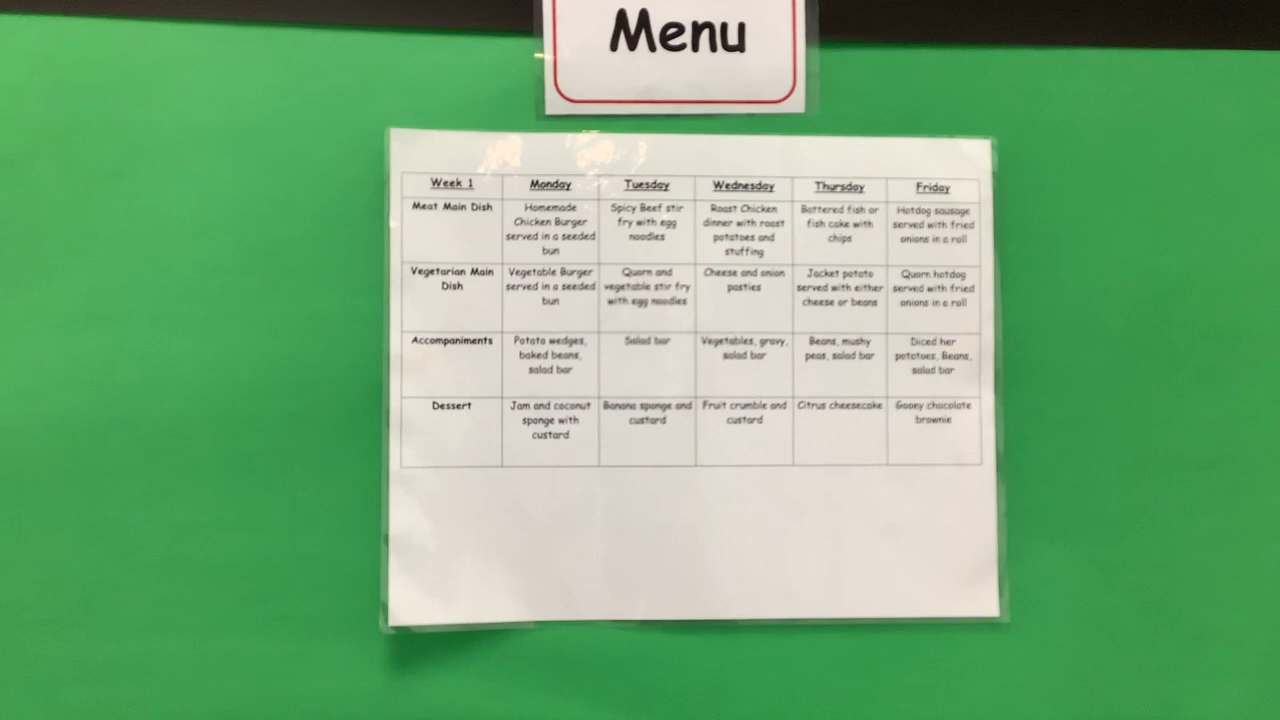 Menu
Week 1 Monday Tuesday Wednesday Thursday Friday
Meat Main Dish
Homemade
Chicken Burger
served in a seeded
bun
Spicy Beef stir
fry with egg
noodles
Roast Chicken
dinner with roast
potatoes and
stuffing
Battered fish or
fish cake with
chips
Hotdog sausage
served with fried
onions in a roll
Vegetarian Main
Dish
Vegetable Burger
served in a seeded
bun
Quorn and
vegetable stir fry
with egg noodles
Cheese and onion
pasties
Jacket potato
served with either
cheese or beans
Quorn hotdog
served with fried
onions in a roll
Accompaniments
Potato wedges,
baked beans,
salad bar
Salad bar
Vegetables, gravy,
salad bar
Beans, mushy
peas, salad bar
Diced her
potatoes, Beans,
salad bar
Dessert
Jam and coconut
sponge with
custard
Banana sponge and
custard
Fruit crumble and
custard
Citrus cheesecake
Gooey chocolate
brownie